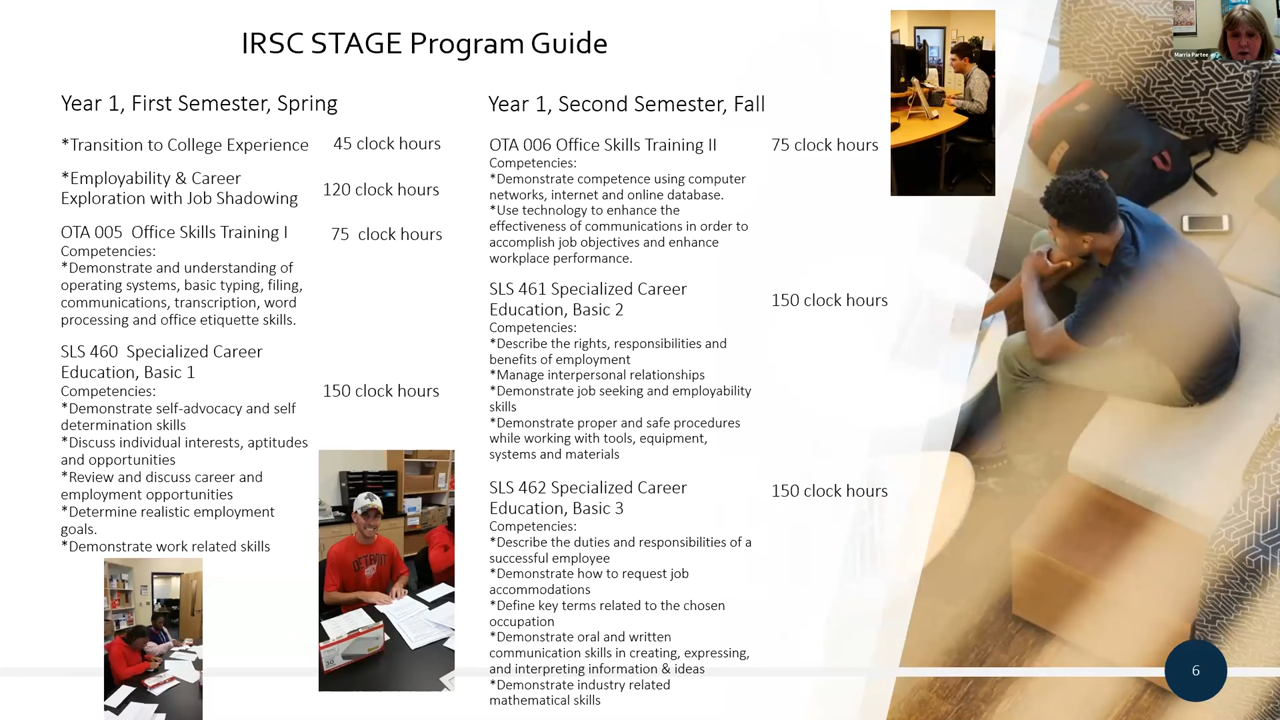 IRSC STAGE Program Guide
Year 1, First Semester, Spring
*Transition to College Experience 45 clock hours
*Employability & Career
Exploration with Job Shadowing 120 clock hours
OTA 005 Office Skills Training I 75 clock hours
Competencies:
*Demonstrate and understanding of
operating systems, basic typing, filing,
communications, transcription, word
processing and office etiquette skills.
SLS 460 Specialized Career
Education, Basic 1
Competencies: 150 clock hours
*Demonstrate self-advocacy and self
determination skills
*Discuss individual interests, aptitudes
and opportunities
*Review and discuss career and
employment opportunities
*Determine realistic employment
goals.
*Demonstrate work related skills
DETROIT
Year 1, Second Semester, Fall
OTA 006 Office Skills Training II 75 clock hours
Competencies:
*Demonstrate competence using computer
networks, internet and online database.
*Use technology to enhance the
effectiveness of communications in order to
accomplish job objectives and enhance
workplace performance.
SLS 461 Specialized Career
Education, Basic 2 150 clock hours
Competencies:
*Describe the rights, responsibilities and
benefits of employment
*Manage interpersonal relationships
*Demonstrate job seeking and employability
skills
*Demonstrate proper and safe procedures
while working with tools, equipment,
systems and materials
SLS 462 Specialized Career 150 clock hours
Education, Basic 3
Competencies:
*Describe the duties and responsibilities of a
successful employee
*Demonstrate how to request job
accommodations
*Define key terms related to the chosen
occupation
*Demonstrate oral and written
communication skills in creating, expressing,
and interpreting information & ideas
*Demonstrate industry related
mathematical skills
Marria Partee
6